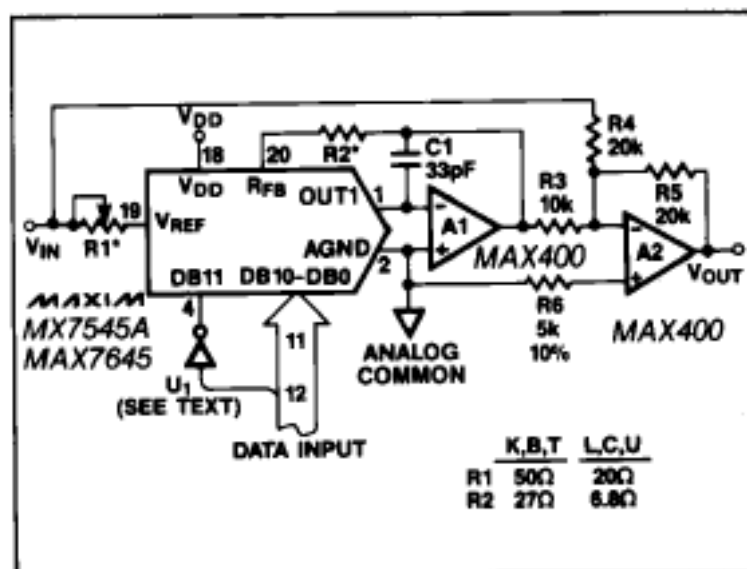 VDD
18
VDD
20
RFB
R2*
C1
33pF
R4
20k
R3
10k
R5
20k
OUT1
1
-
+
A1
MAX400
19
VREF
VIN
R1*
AGND
2
DB11
DB10-DB0
4
-
+
A2
VOUT
MAX400
R6
5k
10%
MAXIM
MX7545A
MAX7645
11
12
U1
(SEE TEXT)
ANALOG
COMMON
DATA INPUT
K,B,T L,C,U
R1 50Ω 20Ω
R2 27Ω 6.8Ω